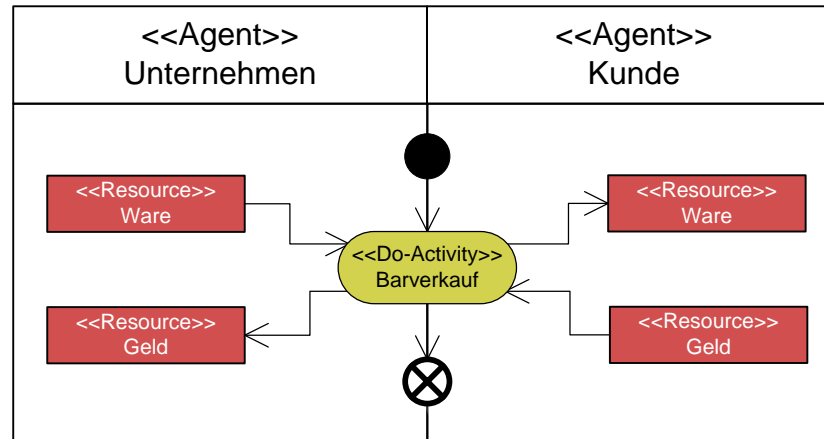 <<Agent>>
Unternehmen
<<Agent>>
Kunde
<<Resource>>
Ware
<<Resource>>
Ware
<<Do-Activity>>
Barverkauf
<<Resource>>
Geld
<<Resource>>
Geld